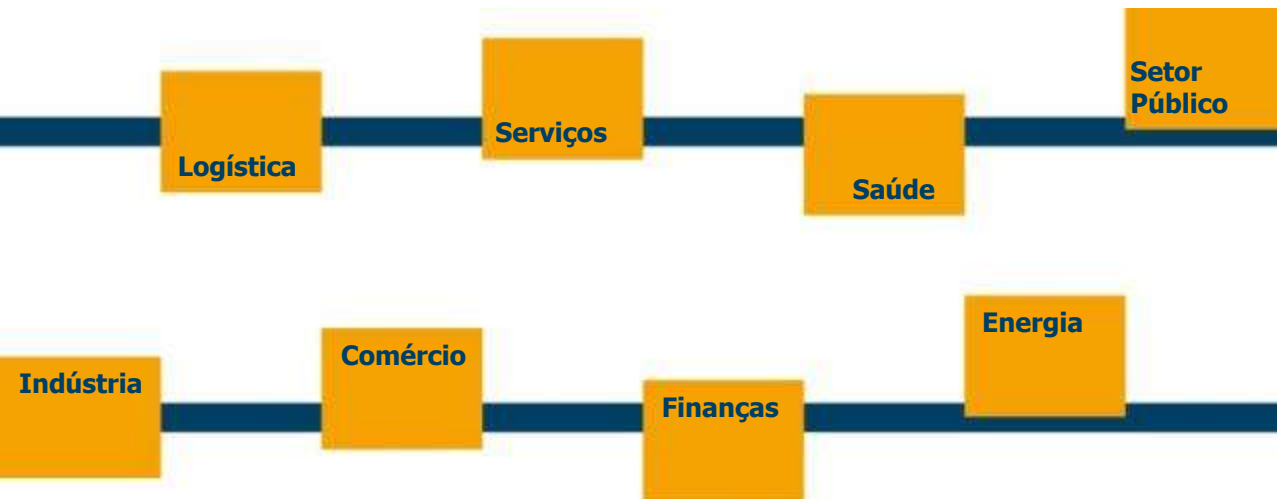 Logística
Serviços
Saúde
Setor
Público
Indústria
Comércio
Finanças
Energia